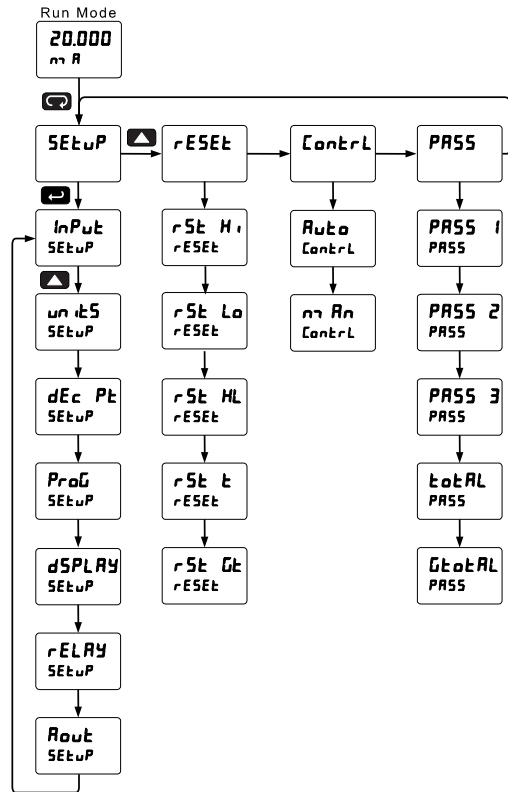 Run Mode
20.000
mA
SEtuP
rESEt
ContrL
PASS
InPut
SEtuP
rSt Hi
rESEt
Auto
ContrL
PASS 1
PASS
unitS
SEtuP
rSt Lo
rESEt
mAn
ContrL
PASS 2
PASS
dEc Pt
SEtuP
rSt HL
rESEt
PASS 3
PASS
ProG
SEtuP
rSt t
rESEt
totAL
PASS
dSPLAY
SEtuP
rSt Gt
rESEt
GtotAL
PASS
rELAY
SEtuP
Aout
SEtuP